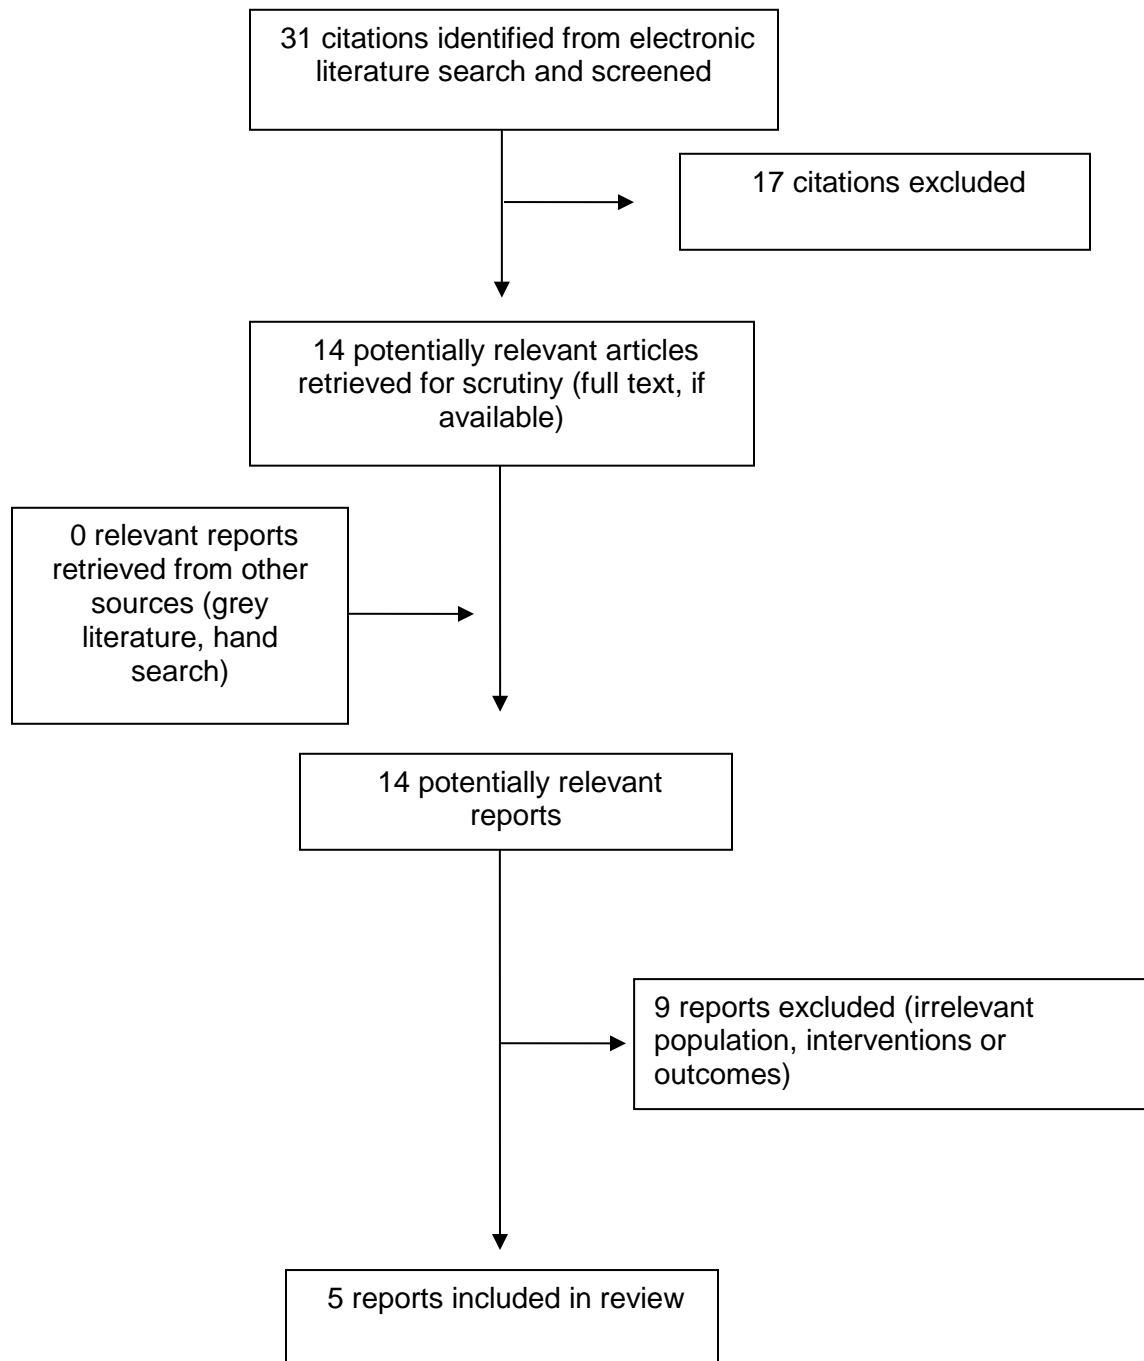 31 citations identified from electronic
literature search and screened
17 citations excluded
14 potentially relevant articles
retrieved for scrutiny (full text, if
available)
0 relevant reports
retrieved from other
sources (grey
literature, hand
search)
14 potentially relevant
reports
9 reports excluded (irrelevant
population, interventions or
outcomes)
5 reports included in review